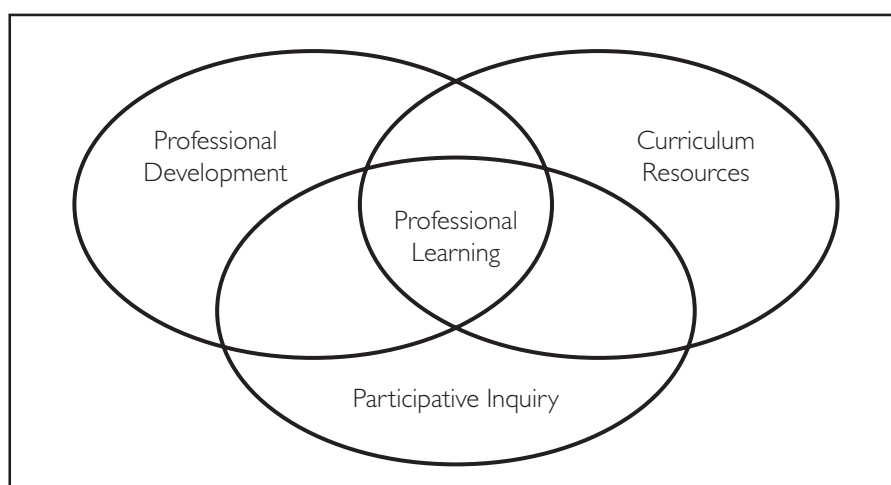 Professional
Development
Curriculum
Resources
Professional
Learning
Participative Inquiry